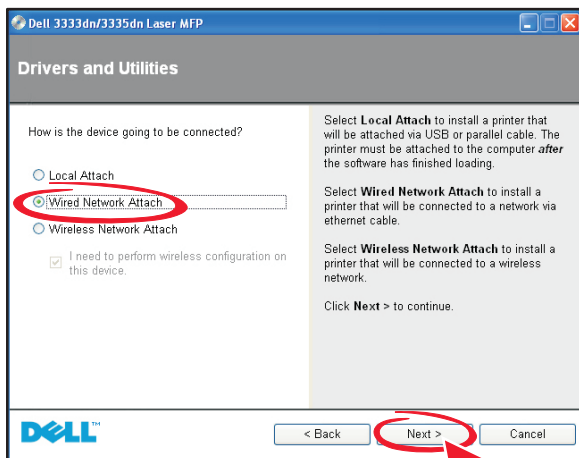 Dell 3333dn/3335dn Laser MFP
Drivers and Utilities
How is the device going to be connected?
Local Attach
Wired Network Attach
Wireless Network Attach
I need to perform wireless configuration on
this device.
Select Local Attach to install a printer that
will be attached via USB or parallel cable. The
printer must be attached to the computer after
the software has finished loading.
Select Wired Network Attach to install a
printer that will be connected to a network via
ethernet cable.
Select Wireless Network Attach to install a
printer that will be connected to a wireless
network.
Click Next > to continue.
DELL™
< Back
Next >
Cancel